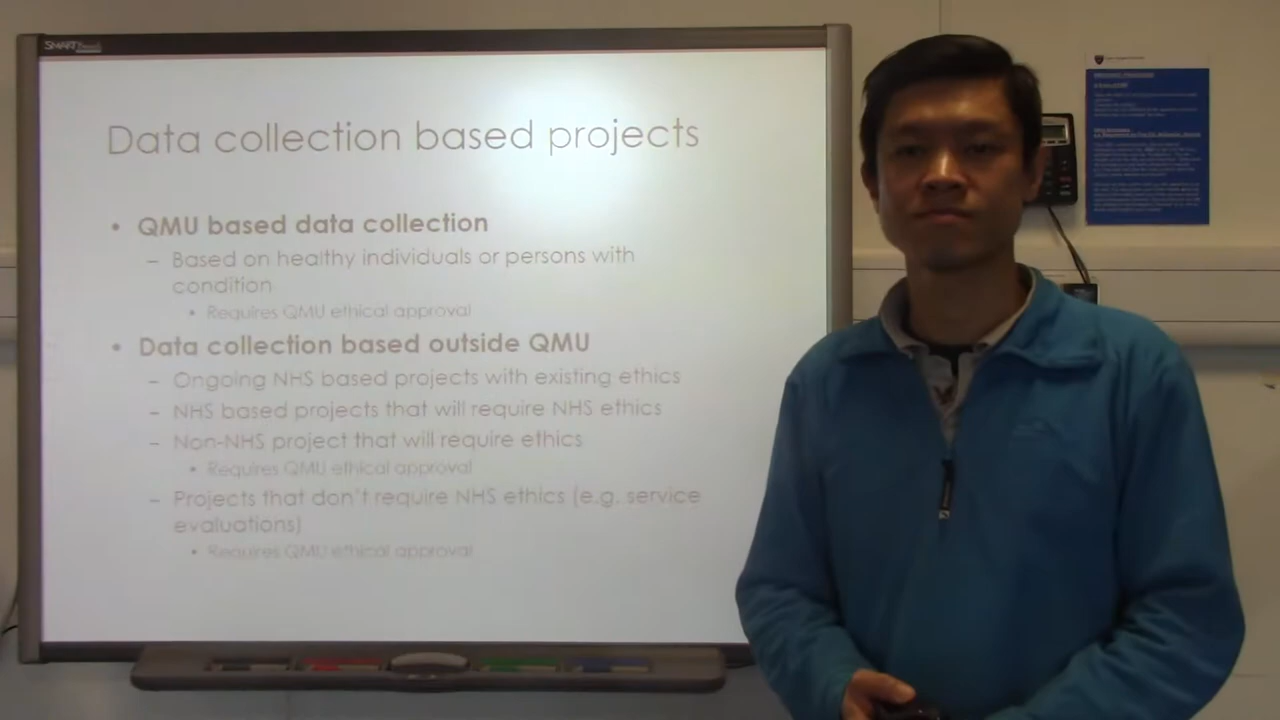 SMART Board
Data collection based projects
• QMU based data collection
– Based on healthy individuals or persons with
condition
• Requires QMU ethical approval
• Data collection based outside QMU
– Ongoing NHS based projects with existing ethics
– NHS based projects that will require NHS ethics
– Non-NHS project that will require ethics
• Requires QMU ethical approval
– Projects that don't require NHS ethics (e.g. service
evaluations)
• Requires QMU ethical approval